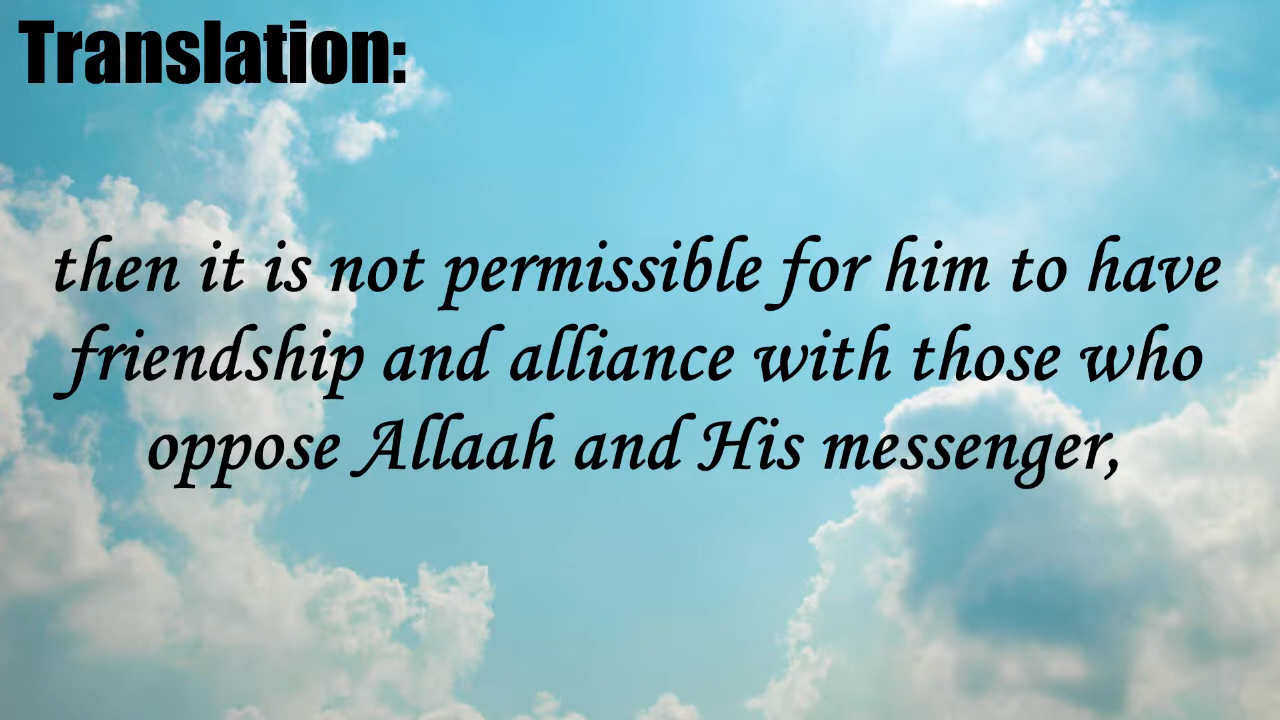 Translation:
then it is not permissible for him to have
friendship and alliance with those who
oppose Allaah and His messenger,